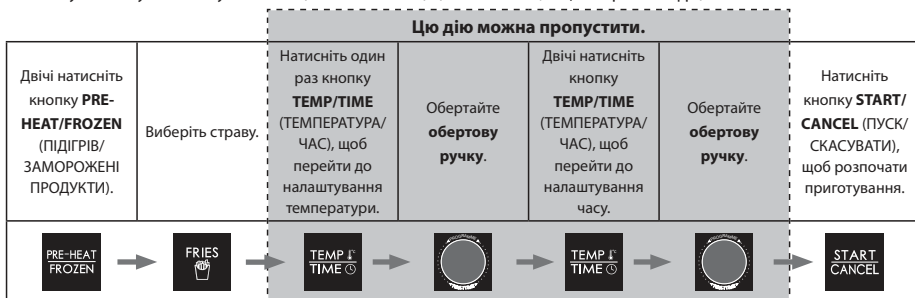 Цю дію можна пропустити.
Двічі натисніть
кнопку PRE-
HEAT/FROZEN
(ПІДІГРІВ/
ЗАМОРОЖЕНІ
ПРОДУКТИ).
Виберіть страву.
Натисніть один
раз кнопку
TEMP/TIME
(ТЕМПЕРАТУРА/
ЧАС), щоб
перейти до
налаштування
температури.
Обертайте
обертову
ручку.
Двічі натисніть
кнопку
TEMP/TIME
(ТЕМПЕРАТУРА/
ЧАС), щоб
перейти до
налаштування
часу.
Обертайте
обертову
ручку.
Натисніть
кнопку START/
CANCEL (ПУСК/
СКАСУВАТИ),
щоб розпочати
приготування.
PRE-HEAT
FROZEN
FRIES
TEMP
TIME
TEMP
TIME
START
CANCEL